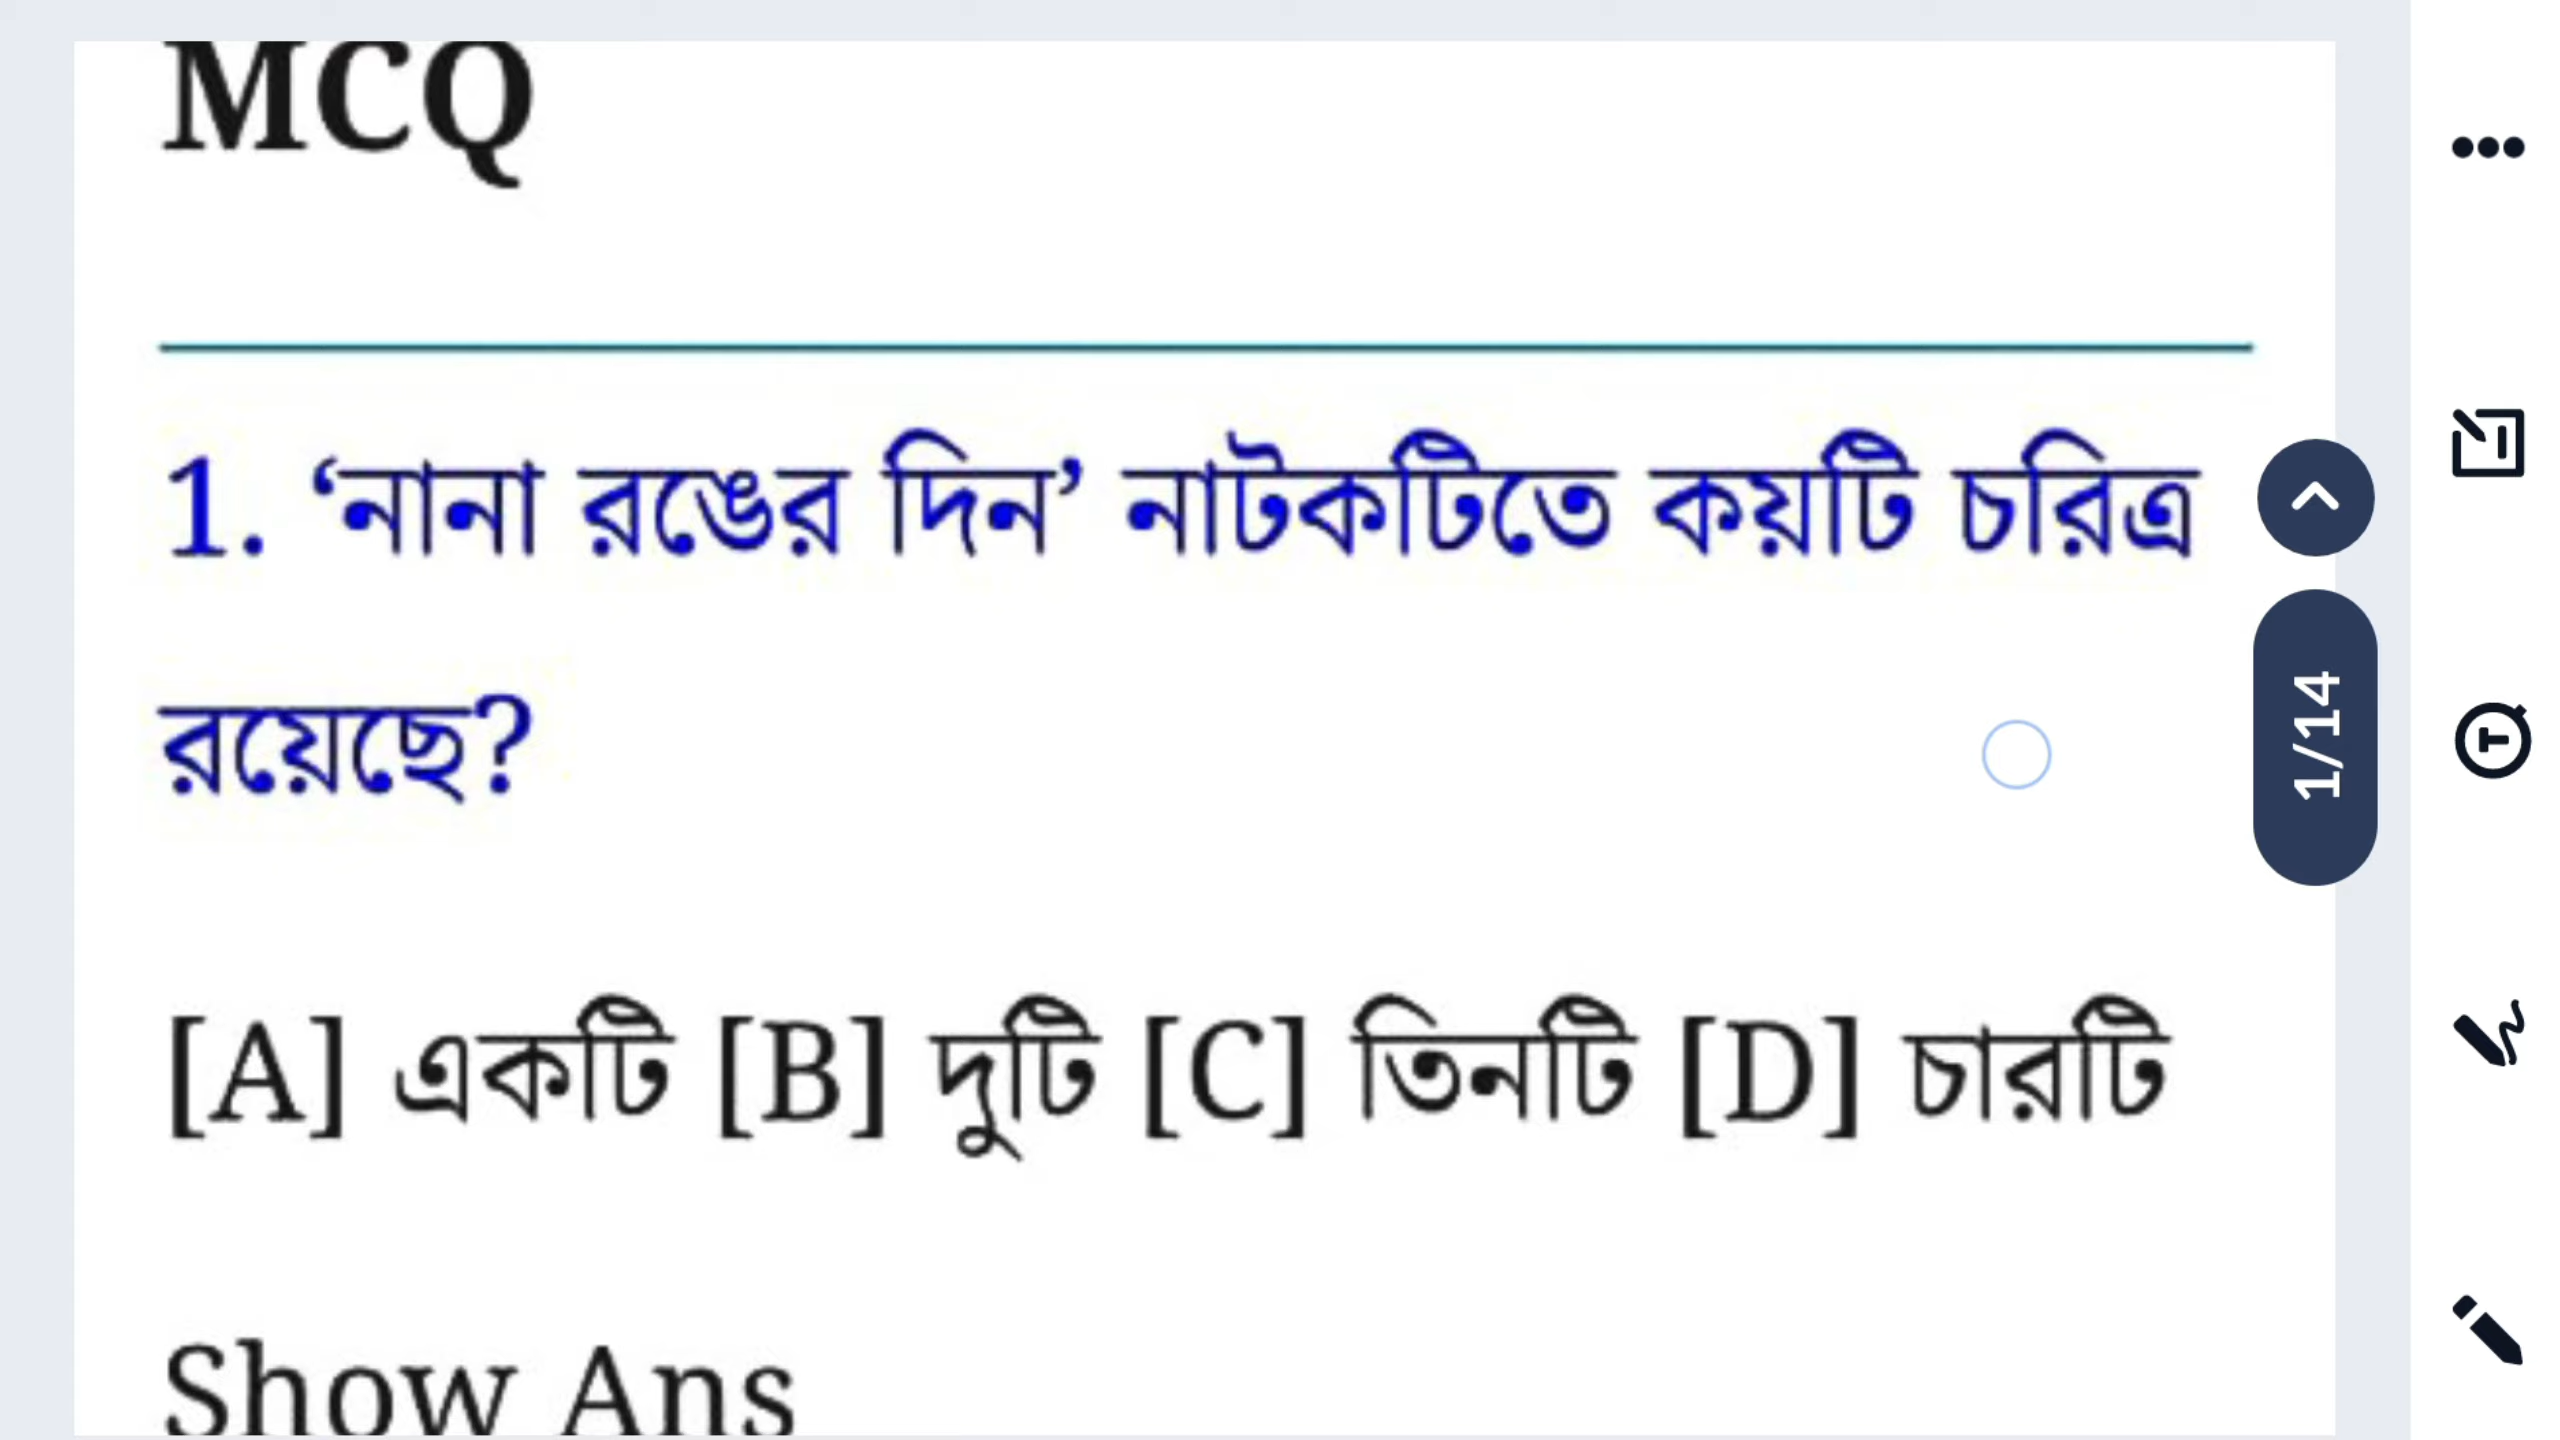 MCQ
1. ‘নানা রঙের দিন’ নাটকটিতে কয়টি চরিত্র
রয়েছে?
[A] একটি [B] দুটি [C] তিনটি [D] চারটি
Show Ans
1/14